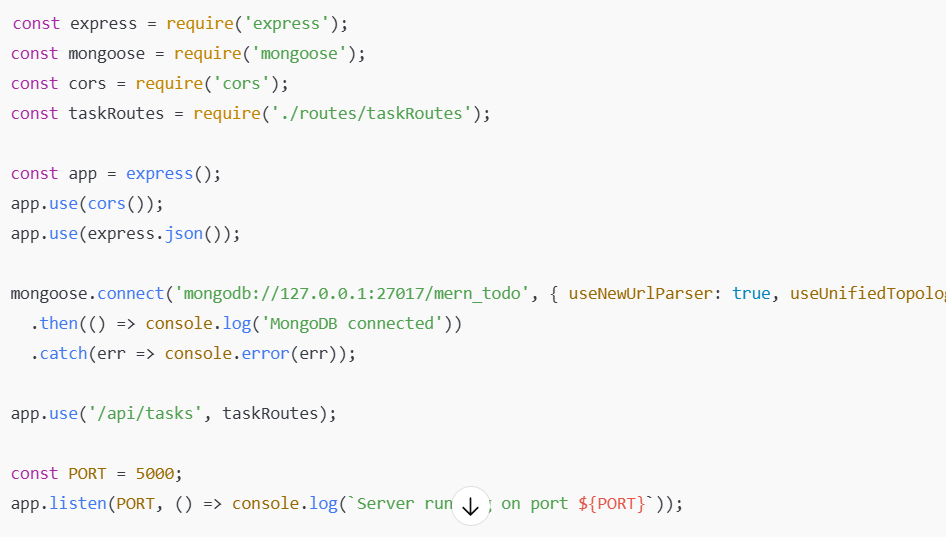 const express = require('express');
const mongoose = require('mongoose');
const cors = require('cors');
const taskRoutes = require('./routes/taskRoutes');
const app = express();
app.use(cors());
app.use(express.json());
mongoose.connect('mongodb://127.0.0.1:27017/mern_todo', { useNewUrlParser: true,
.then(() => console.log('MongoDB connected'))
.catch(err => console.error(err));
app.use('/api/tasks', taskRoutes);
const PORT = 5000;
app.listen(PORT, () => console.log(`Server on port ${PORT}`));